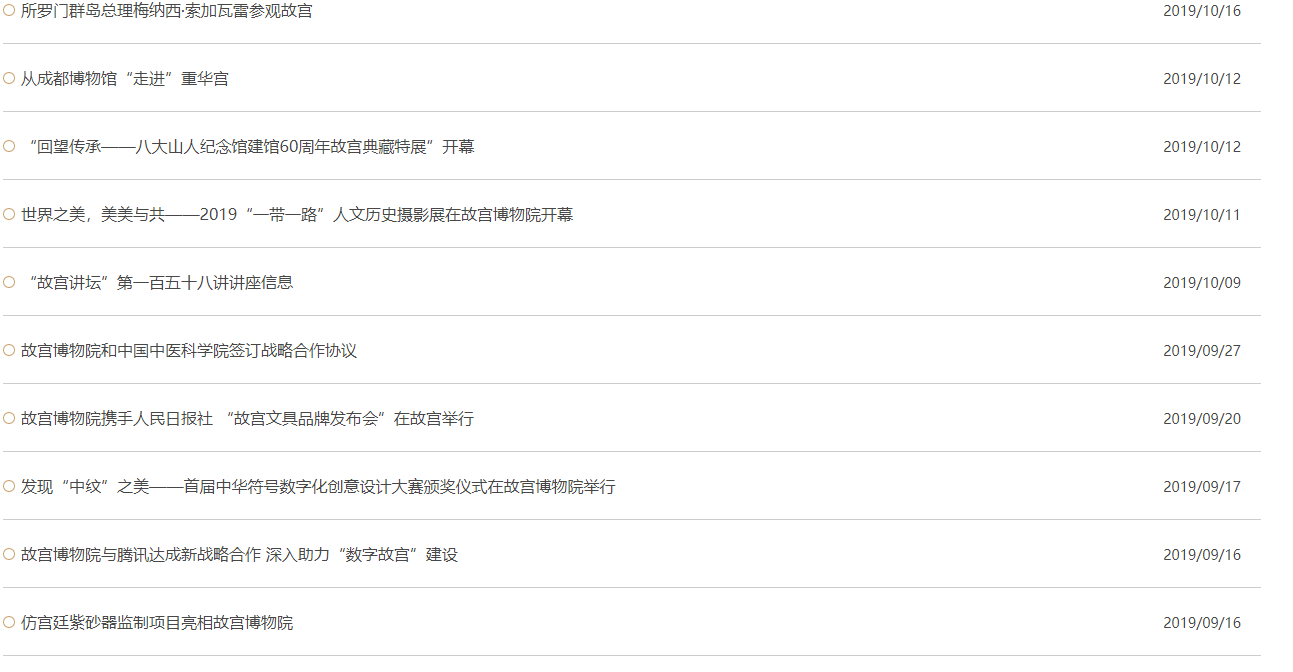 所罗门群岛总理梅纳西·索加瓦雷参观故宫 2019/10/16
从成都博物馆“走进”重华宫 2019/10/12
“回望传承——八大山人纪念馆建馆60周年故宫典藏特展”开幕 2019/10/12
世界之美，美美与共——2019“一带一路”人文历史摄影展在故宫博物院开幕 2019/10/11
“故宫讲坛”第一百五十八讲讲座信息 2019/10/09
故宫博物院和中国中医科学院签订战略合作协议 2019/09/27
故宫博物院携手人民日报社 “故宫文具品牌发布会”在故宫举行 2019/09/20
发现“中纹”之美——首届中华符号数字化创意设计大赛颁奖仪式在故宫博物院举行 2019/09/17
故宫博物院与腾讯达成新战略合作 深入助力“数字故宫”建设 2019/09/16
仿宫廷紫砂器监制项目亮相故宫博物院 2019/09/16